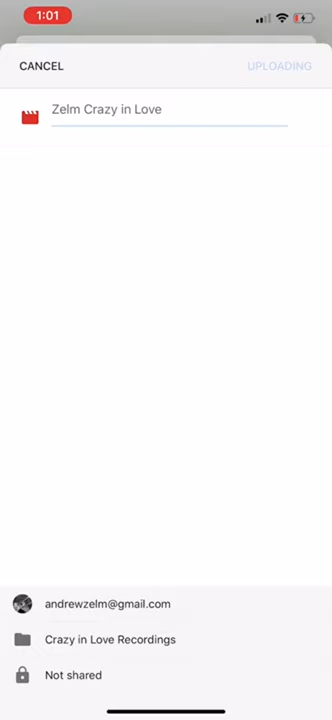 1:01
CANCEL
UPLOADING
Zelm Crazy in Love
andrewzelm@gmail.com
Crazy in Love Recordings
Not shared